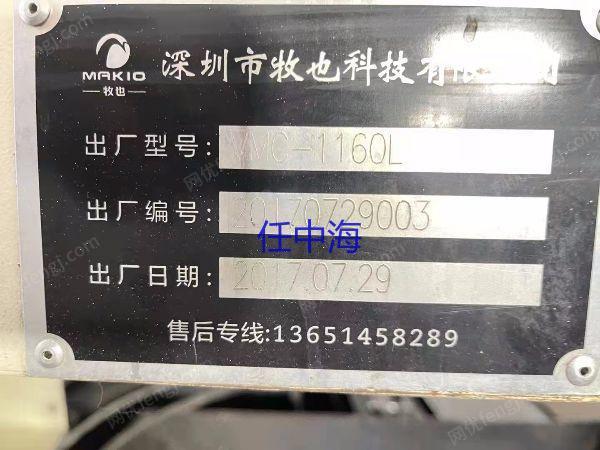 MAKIO
牧也
深圳市牧也科技有限公司
出厂型号: VMC-1160L
出厂编号: 20170729003
任中海
出厂日期: 2017.07.29
售后专线:13651458289